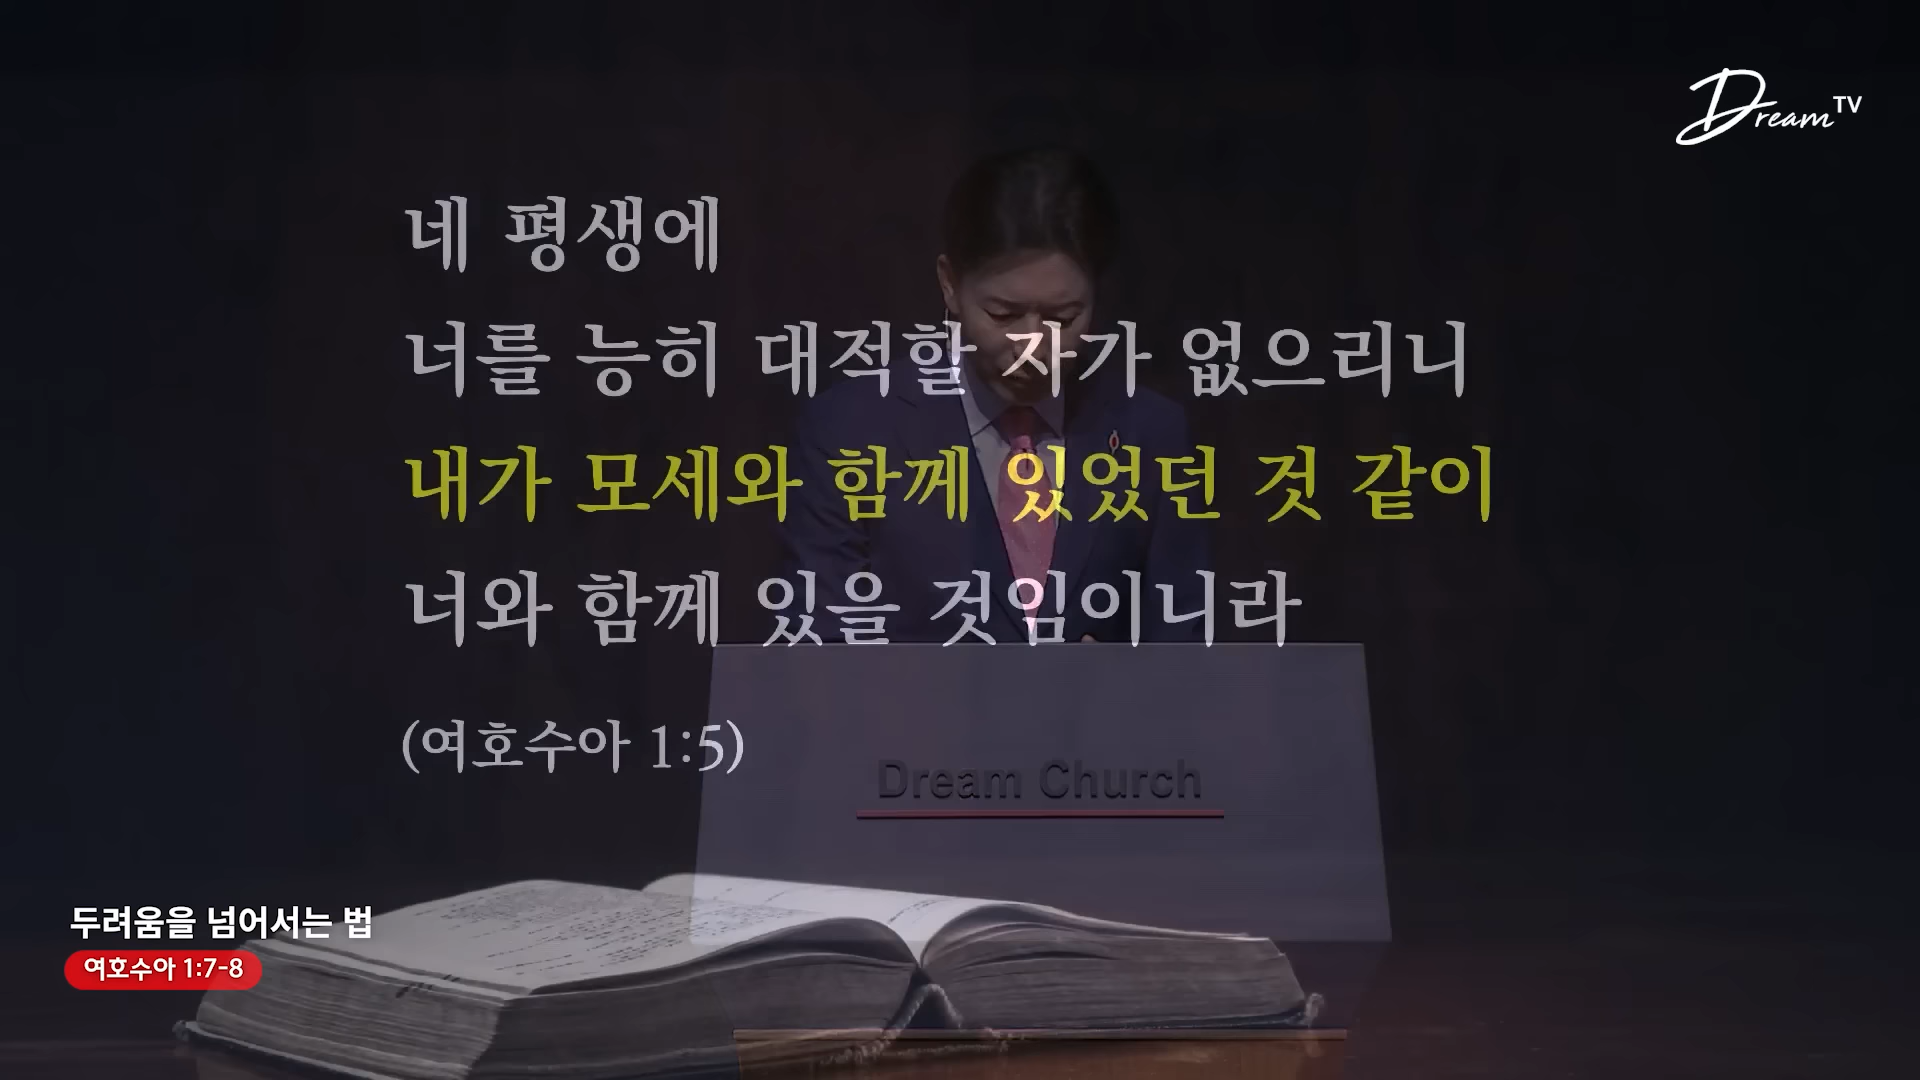 Dream TV
네 평생에
너를 능히 대적할 자가 없으리니
내가 모세와 함께 있었던 것 같이
너와 함께 있을 것임이니라
(여호수아 1:5)
Dream Church
두려움을 넘어서는 법
여호수아 1:7-8